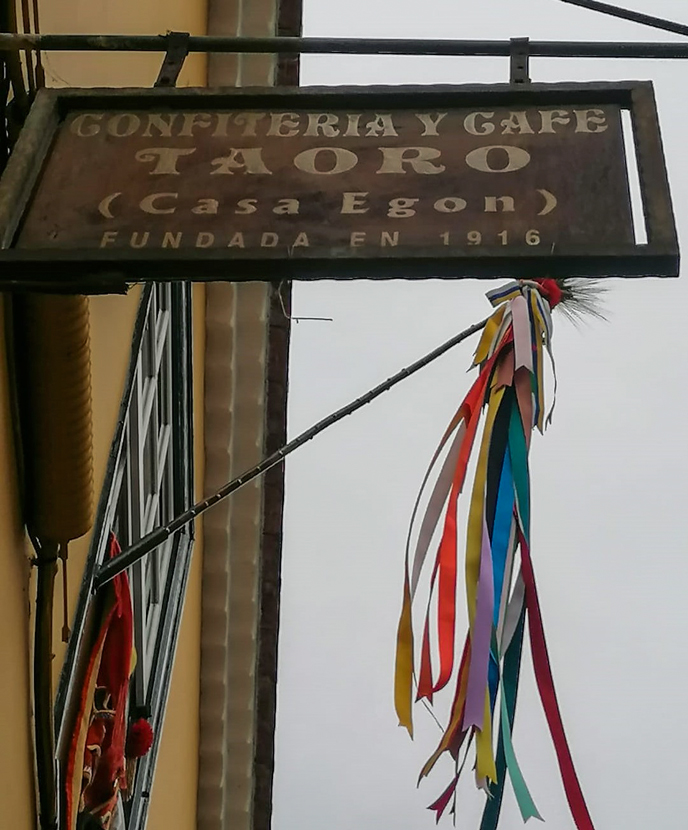 CONFITERIA Y CAFE
TAORO
(Casa Egon)
FUNDADA EN 1916